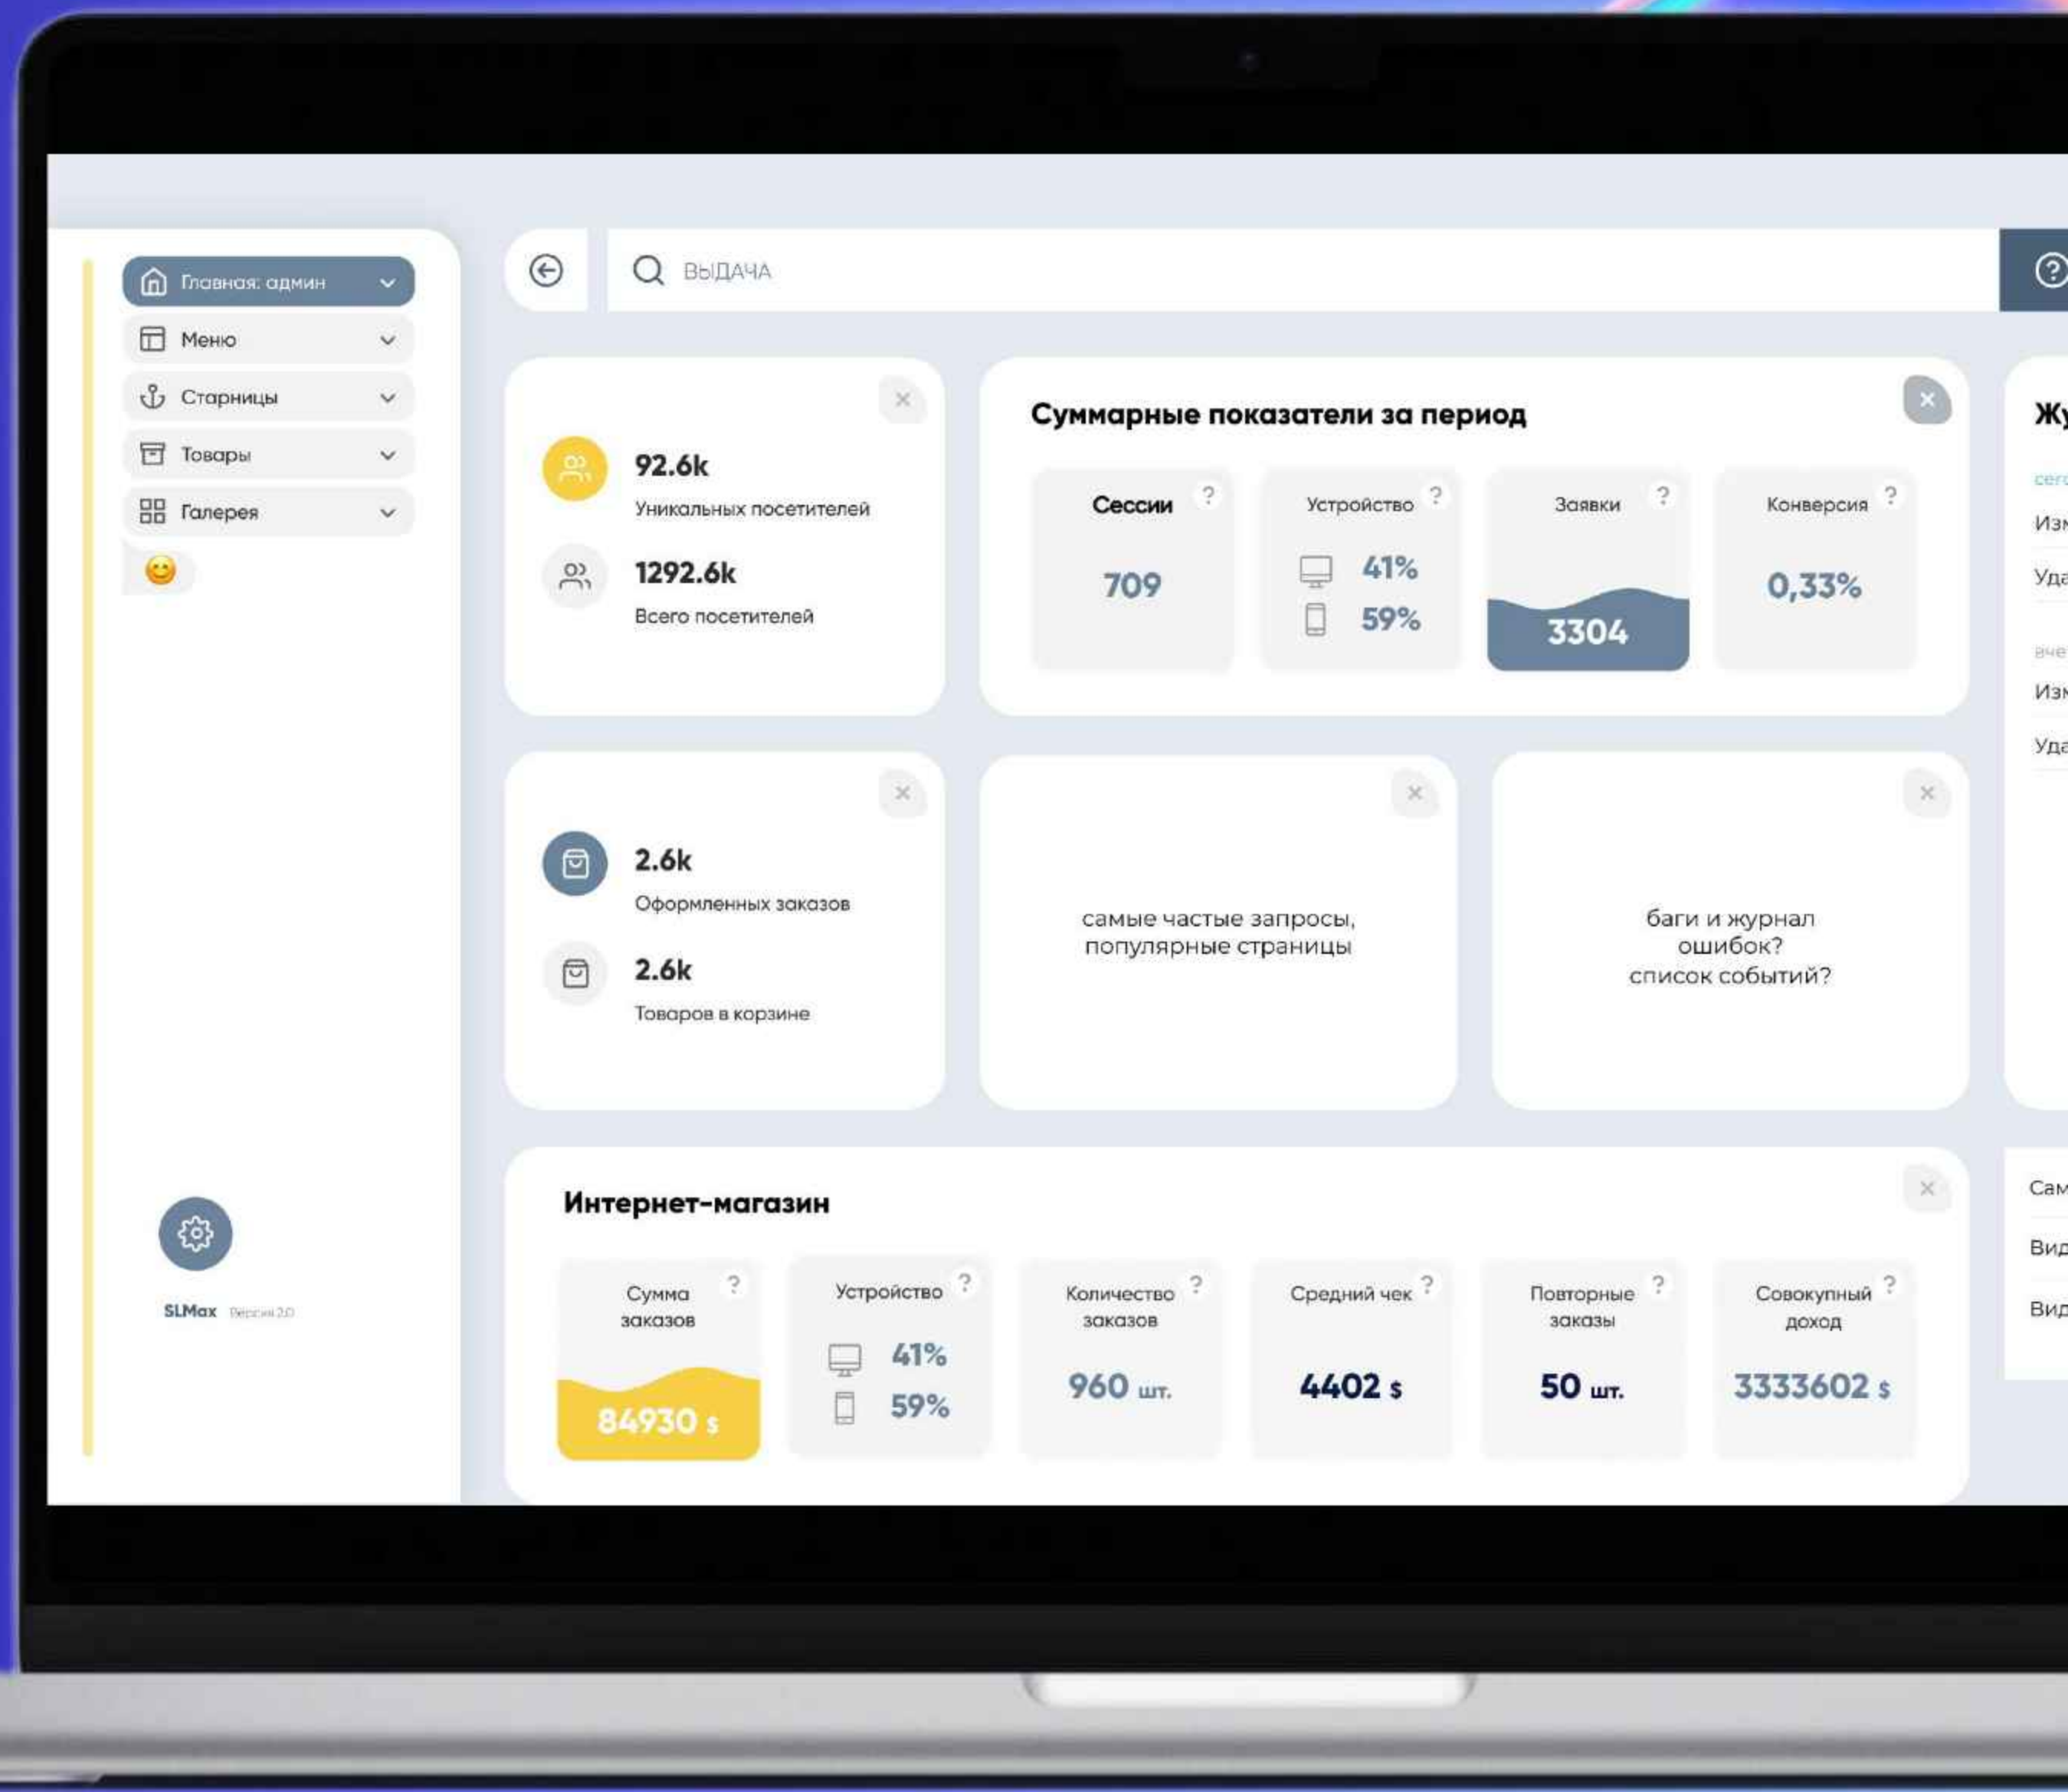 Главная: админ
Меню
Старницы
Товары
Галерея
SLMax Версия 2.0
ВЫДАЧА
92.6k
Уникальных посетителей
1292.6k
Всего посетителей
Суммарные показатели за период
Сессии ?
709
Устройство ?
41%
59%
Заявки ?
3304
Конверсия ?
0,33%
2.6k
Оформленных заказов
2.6k
Товаров в корзине
самые частые запросы,
популярные страницы
баги и журнал
ошибок?
список событий?
Интернет-магазин
Сумма ?
заказов
84930 $
Устройство ?
41%
59%
Количество ?
заказов
960 шт.
Средний чек ?
4402 $
Повторные ?
заказы
50 шт.
Совокупный ?
доход
3333602 $